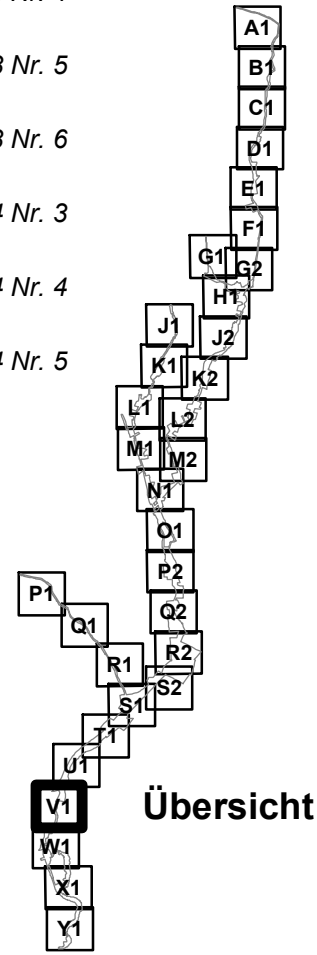 A1
B1
Nr. 5
C1
Nr. 6
D1
E1
Nr. 3
F1
G1
G2
Nr. 4
H1
J1
J2
Nr. 5
K1
K2
L1
L2
M1
M2
N1
O1
P2
P1
Q2
Q1
R2
R1
S2
S1
T1
U1
V1
Übersicht
W1
X1
Y1